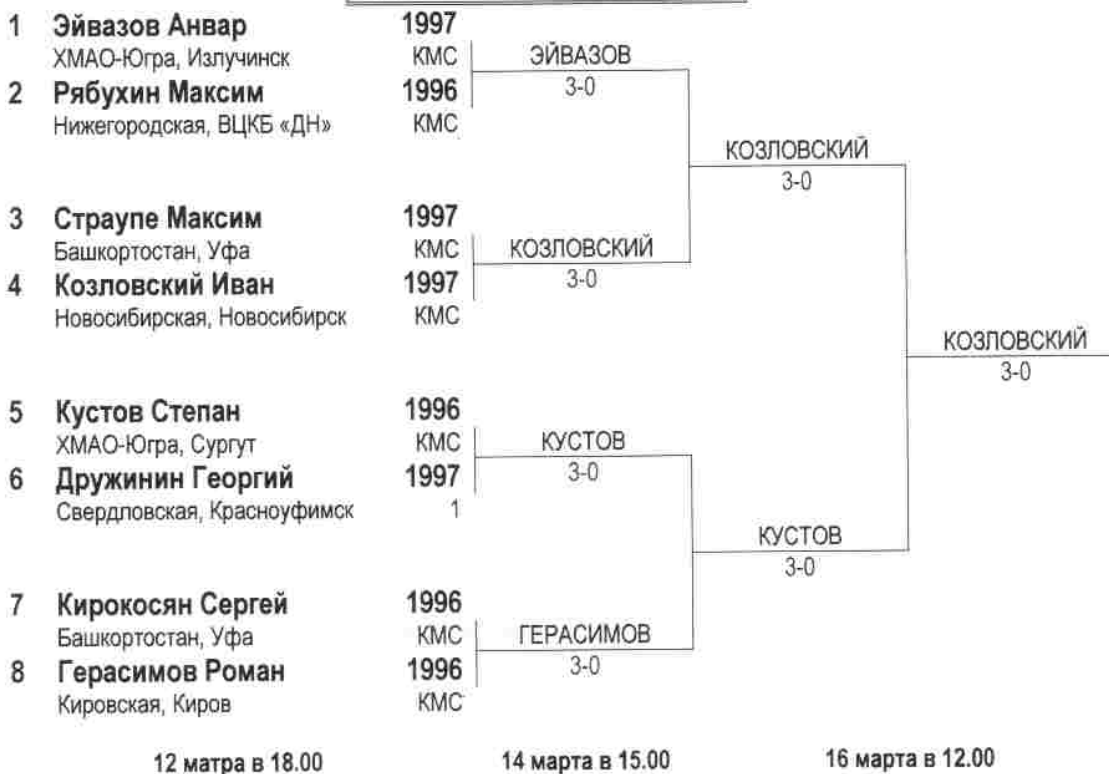 1 Эйвазов Анвар 1997
ХМАО-Югра, Излучинск КМС
ЭЙВАЗОВ
3-0
2 Рябухин Максим 1996
Нижегородская, ВЦКБ «ДН» КМС
КОЗЛОВСКИЙ
3-0
3 Страупе Максим 1997
Башкортостан, Уфа КМС
КОЗЛОВСКИЙ
3-0
4 Козловский Иван 1997
Новосибирская, Новосибирск КМС
КОЗЛОВСКИЙ
3-0
5 Кустов Степан 1996
ХМАО-Югра, Сургут КМС
КУСТОВ
3-0
6 Дружинин Георгий 1997
Свердловская, Красноуфимск 1
КУСТОВ
3-0
7 Кирокосян Сергей 1996
Башкортостан, Уфа КМС
ГЕРАСИМОВ
3-0
8 Герасимов Роман 1996
Кировская, Киров КМС
12 матра в 18.00 14 марта в 15.00 16 марта в 12.00